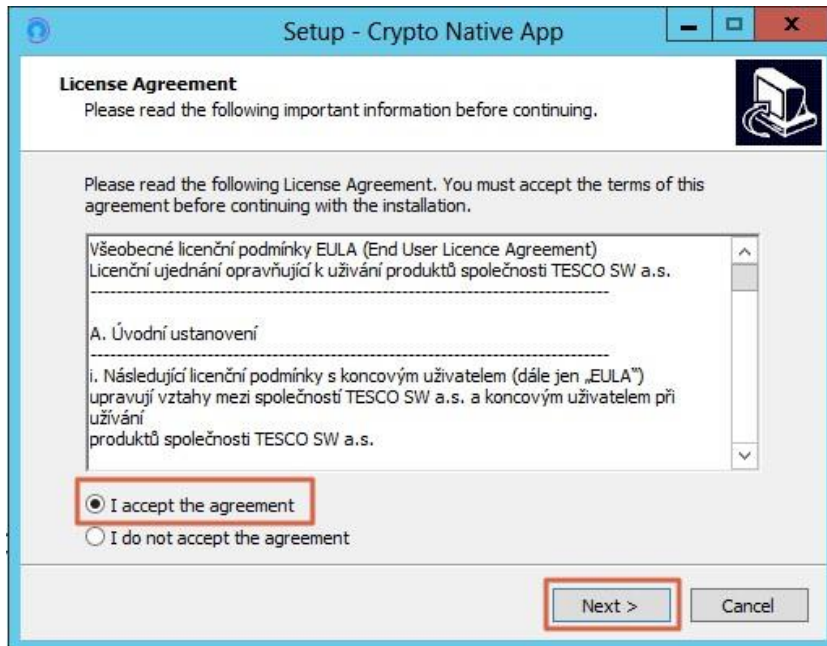 Setup - Crypto Native App
License Agreement
Please read the following important information before continuing.
Please read the following License Agreement. You must accept the terms of this
agreement before continuing with the installation.
Všeobecné licenční podmínky EULA (End User Licence Agreement)
Licenční ujednání opravňující k užívání produktů společnosti TESCO SW a.s.
--------------------------------------------------------------------------
A. Úvodní ustanovení
--------------------------------------------------------------------------
i. Následující licenční podmínky s koncovým uživatelem (dále jen „EULA“)
upravují vztahy mezi společností TESCO SW a.s. a koncovým uživatelem při
užívání
produktů společnosti TESCO SW a.s.
I accept the agreement
I do not accept the agreement
Next >
Cancel